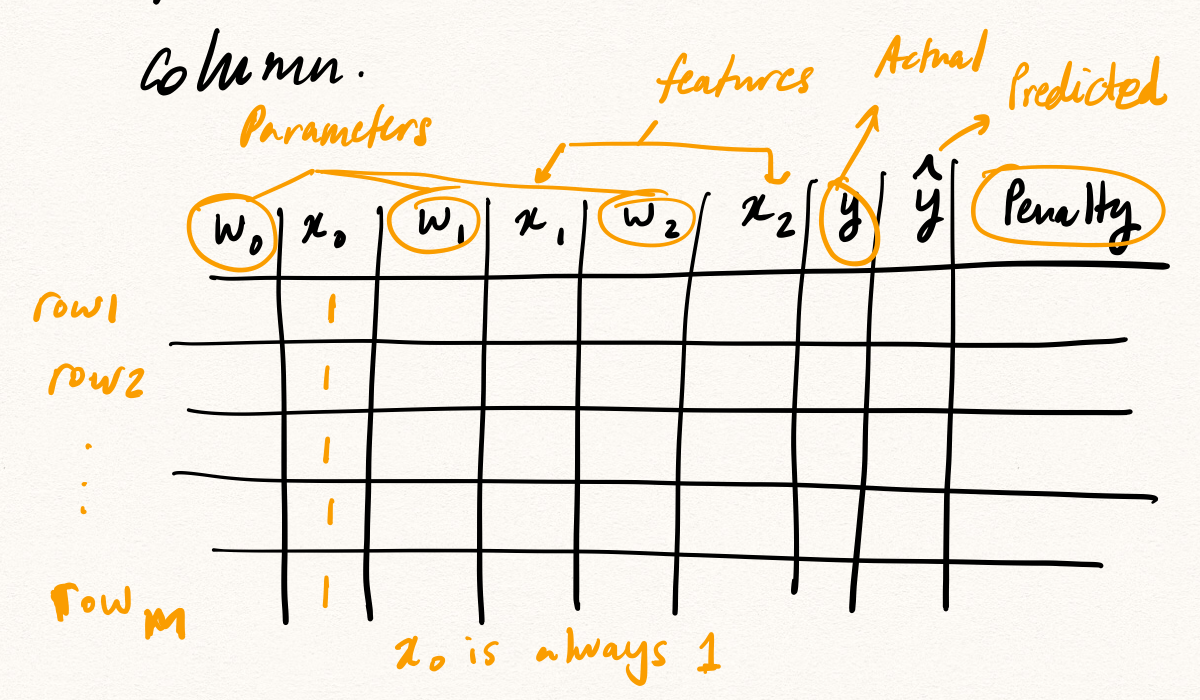 column.
features Actual Predicted
Parameters
w₀ x₀ w₁ x₁ w₂ x₂ y ŷ Penalty
row1 1
row2 1
. 1
. 1
.
row M 1
x₀ is always 1